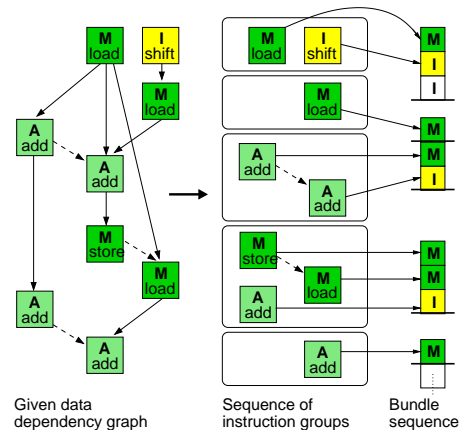 M
load
I
shift
M
load
A
add
A
add
M
store
M
load
A
add
A
add
Given data
dependency graph
M
load
I
shift
M
load
A
add
A
add
M
store
M
load
A
add
A
add
Sequence of
instruction groups
M
I
I
M
M
I
M
M
I
M
Bundle
sequence